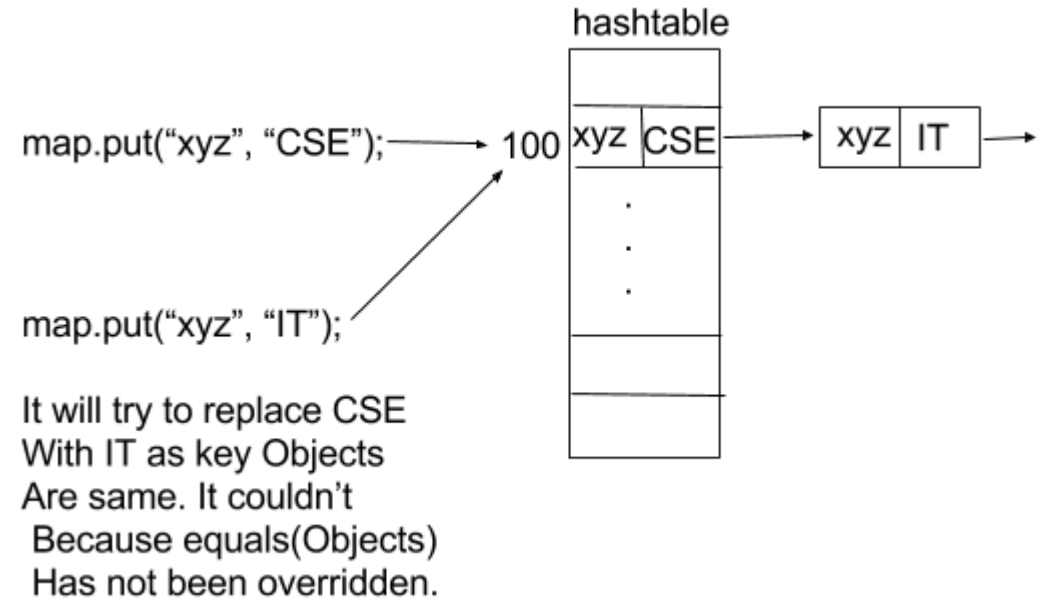 hashtable
map.put(“xyz”, “CSE”);
100
xyz
CSE
xyz
IT
map.put(“xyz”, “IT”);
It will try to replace CSE
With IT as key Objects
Are same. It couldn’t
Because equals(Objects)
Has not been overridden.